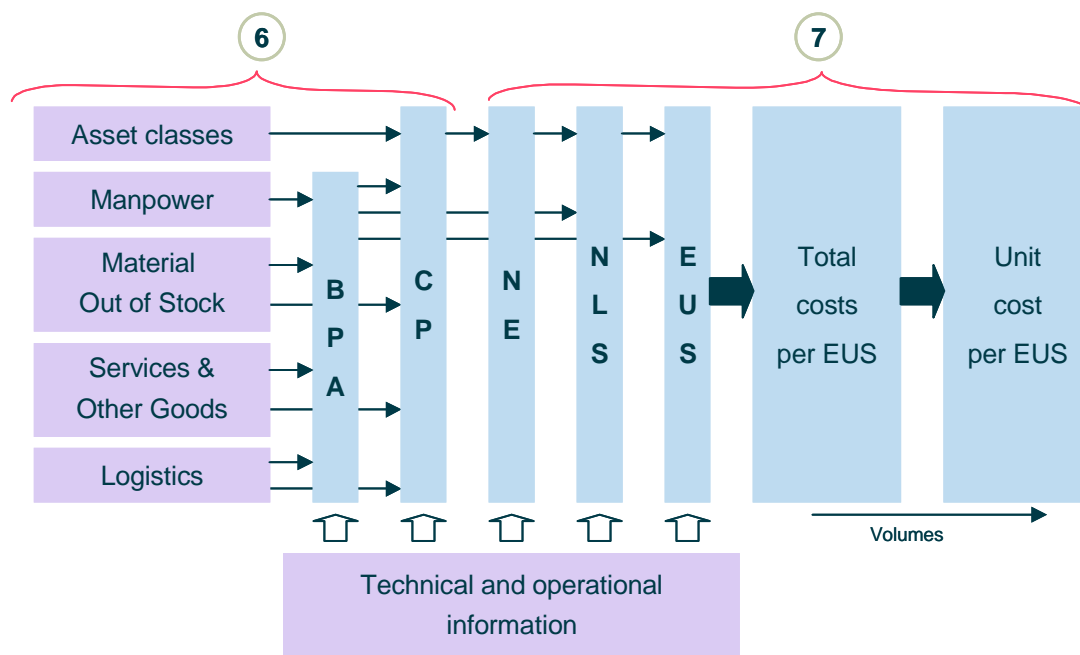 6
7
Asset classes
Manpower
Material
Out of Stock
Services &
Other Goods
Logistics
B
P
A
C
P
N
E
N
L
S
E
U
S
Total
costs
per EUS
Unit
cost
per EUS
Volumes
Technical and operational
information